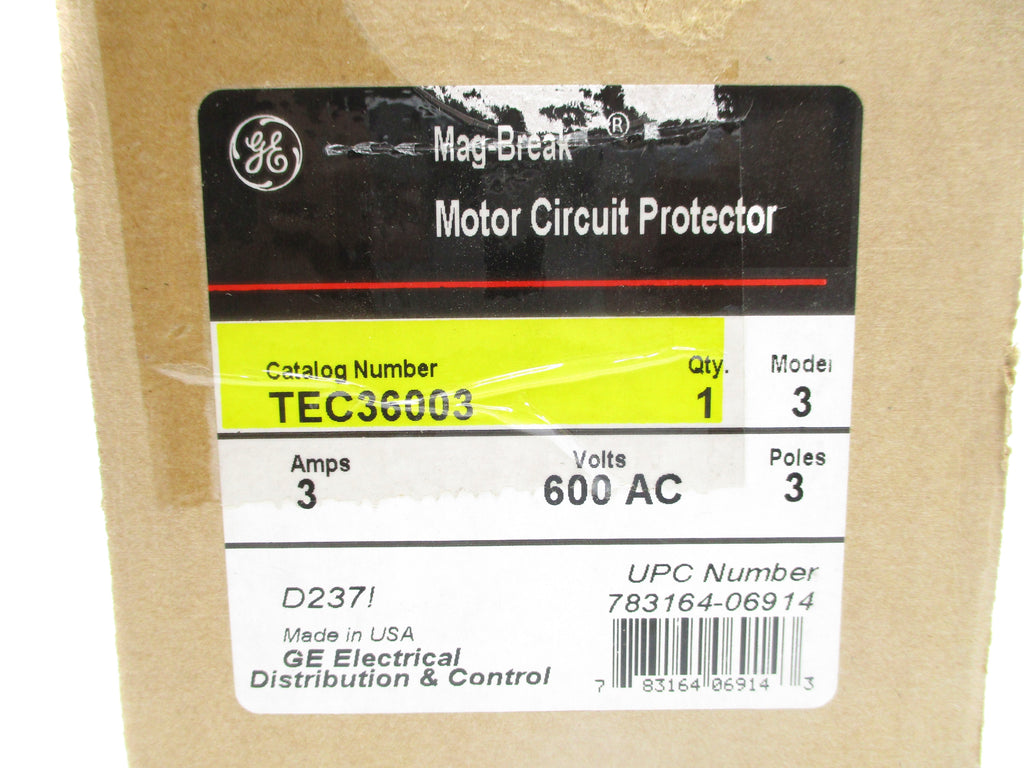 GE
Mag-Break ®
Motor Circuit Protector
Catalog Number Qty. Model
TEC36003 1 3
Amps Volts Poles
3 600 AC 3
UPC Number
D237! 783164-06914
Made in USA
GE Electrical
Distribution & Control
7 83164 06914 3